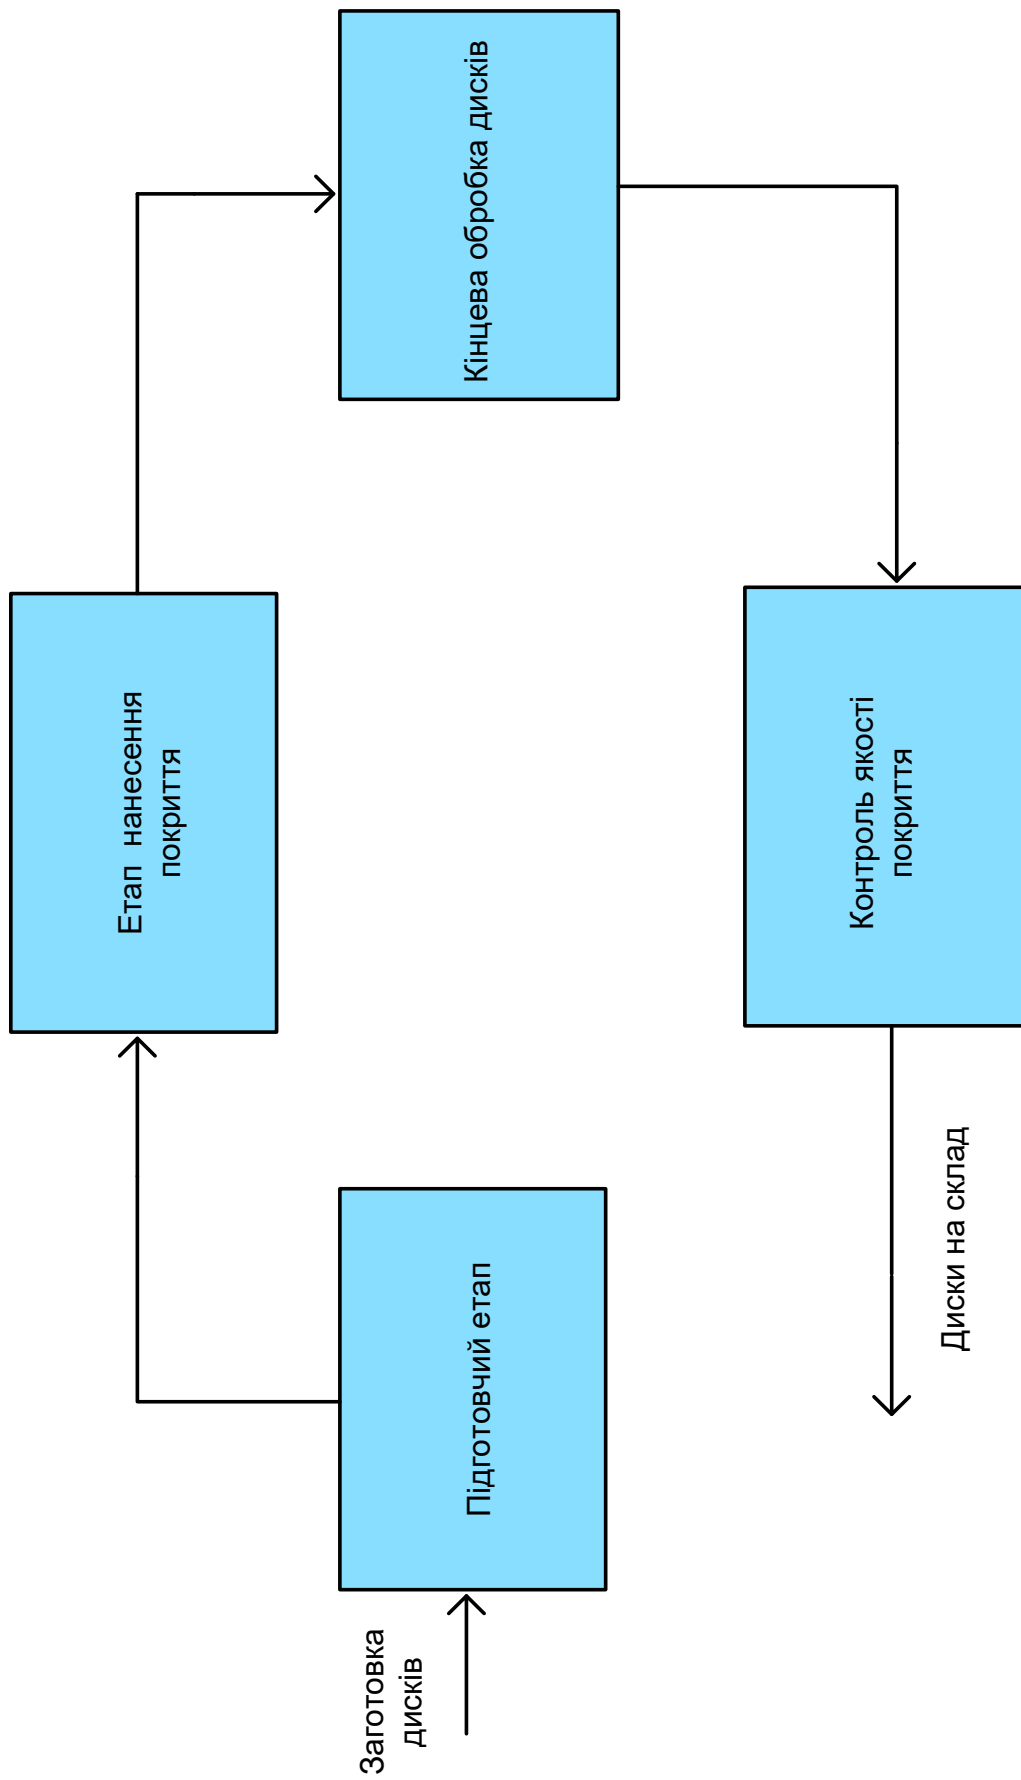 Заготовка
дисків
Підготовчий етап
Етап нанесення
покриття
Кінцева обробка дисків
Контроль якості
покриття
Диски на склад